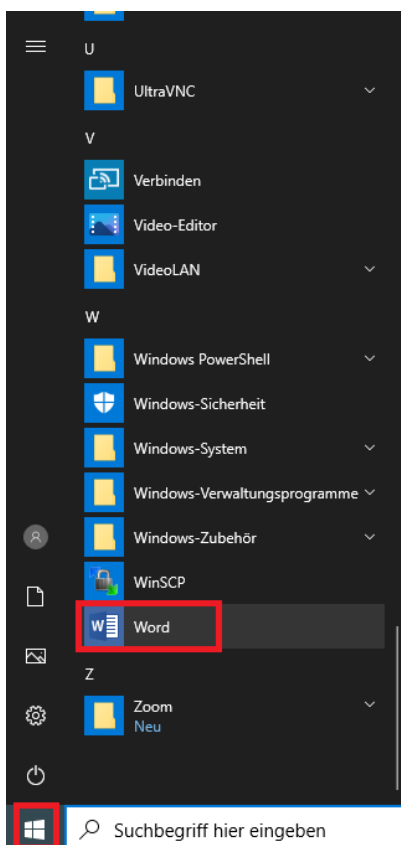 U
UltraVNC
V
Verbinden
Video-Editor
VideoLAN
W
Windows PowerShell
Windows-Sicherheit
Windows-System
Windows-Verwaltungsprogramme
Windows-Zubehör
WinSCP
Word
Z
Zoom
Neu
Suchbegriff hier eingeben